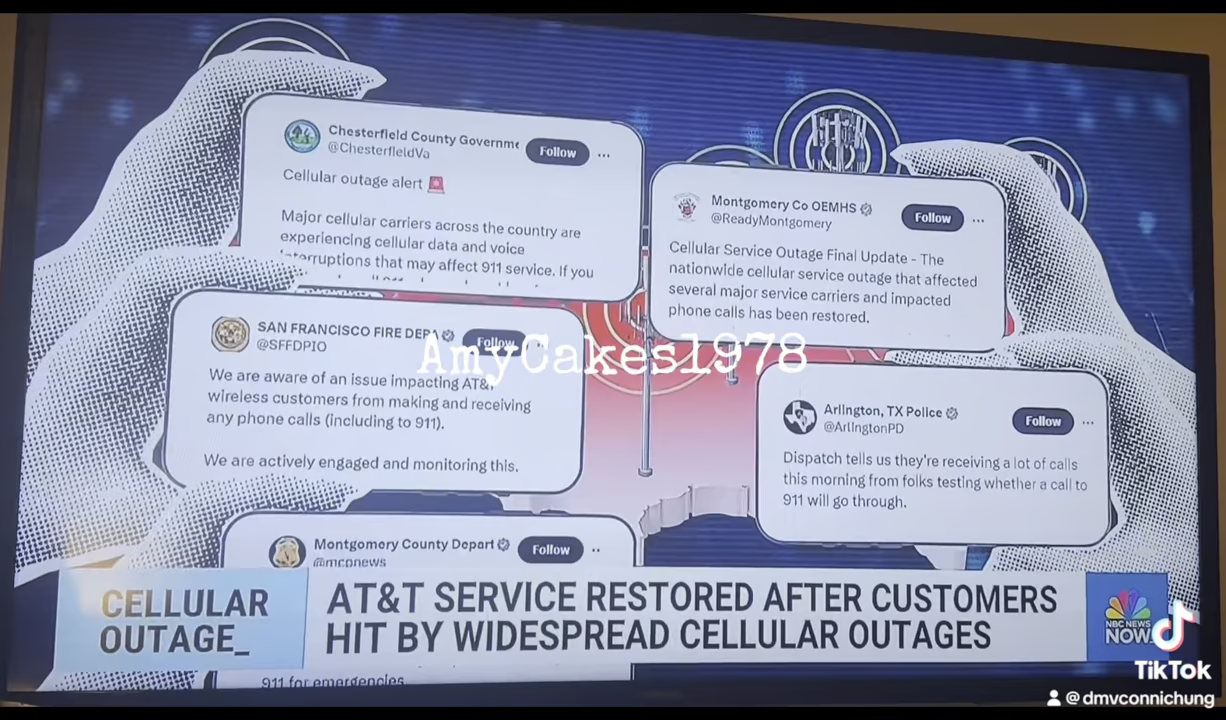 Chesterfield County Governme
@ChesterfieldVa
Follow
Cellular outage alert
Major cellular carriers across the country are
experiencing cellular data and voice
interruptions that may affect 911 service. If you
Montgomery Co OEMHS
@ReadyMontgomery
Follow
Cellular Service Outage Final Update - The
nationwide cellular service outage that affected
several major service carriers and impacted
phone calls has been restored.
SAN FRANCISCO FIRE DEPA
@SFFDPIO
Follow
We are aware of an issue impacting AT&T
wireless customers from making and receiving
any phone calls (including to 911).
We are actively engaged and monitoring this.
AmyCakes1978
Arlington, TX Police
@ArlingtonPD
Follow
Dispatch tells us they're receiving a lot of calls
this morning from folks testing whether a call to
911 will go through.
Montgomery County Depart
@mcpnews
Follow
CELLULAR
OUTAGE_
AT&T SERVICE RESTORED AFTER CUSTOMERS
HIT BY WIDESPREAD CELLULAR OUTAGES
NBC NEWS
NOW
911 for emergencies.
TikTok
@dmvconnichung